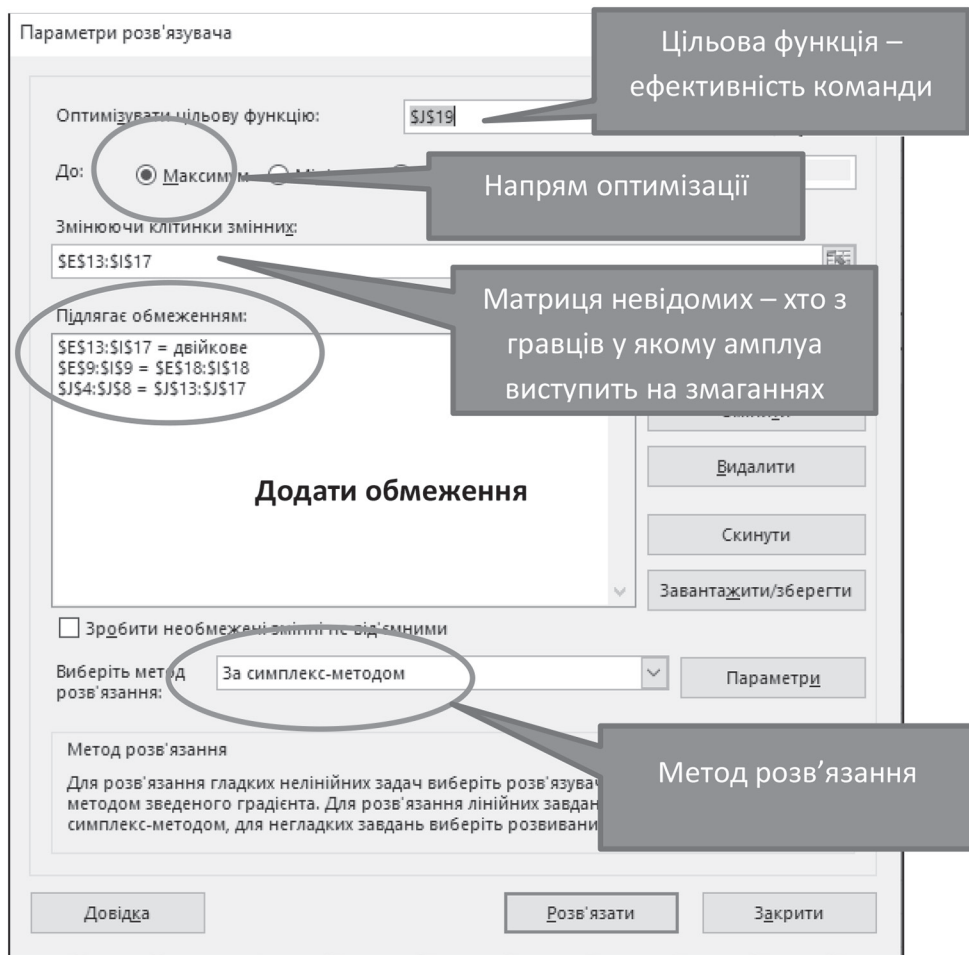 Параметри розв'язувача
Цільова функція –
ефективність команди
Оптимізувати цільову функцію:
$J$19
До:
Максимум
Напрям оптимізації
Змінюючи клітинки змінних:
$E$13:$I$17
Матриця невідомих – хто з
гравців у якому амплуа
виступить на змаганнях
Підлягає обмеженням:
$E$13:$I$17 = двійкове
$E$9:$I$9 = $E$18:$I$18
$J$4:$J$8 = $J$13:$J$17
Додати обмеження
Видалити
Скинути
Завантажити/зберегти
Зробити необмежені змінні не від'ємними
Виберіть метод
розв'язання:
За симплекс-методом
Параметри
Метод розв'язання
Для розв'язання гладких нелінійних задач виберіть
методом зведеного градієнта. Для розв'язання лінійних
симплекс-методом, для негладких завдань виберіть
Метод розв’язання
Довідка
Розв'язати
Закрити